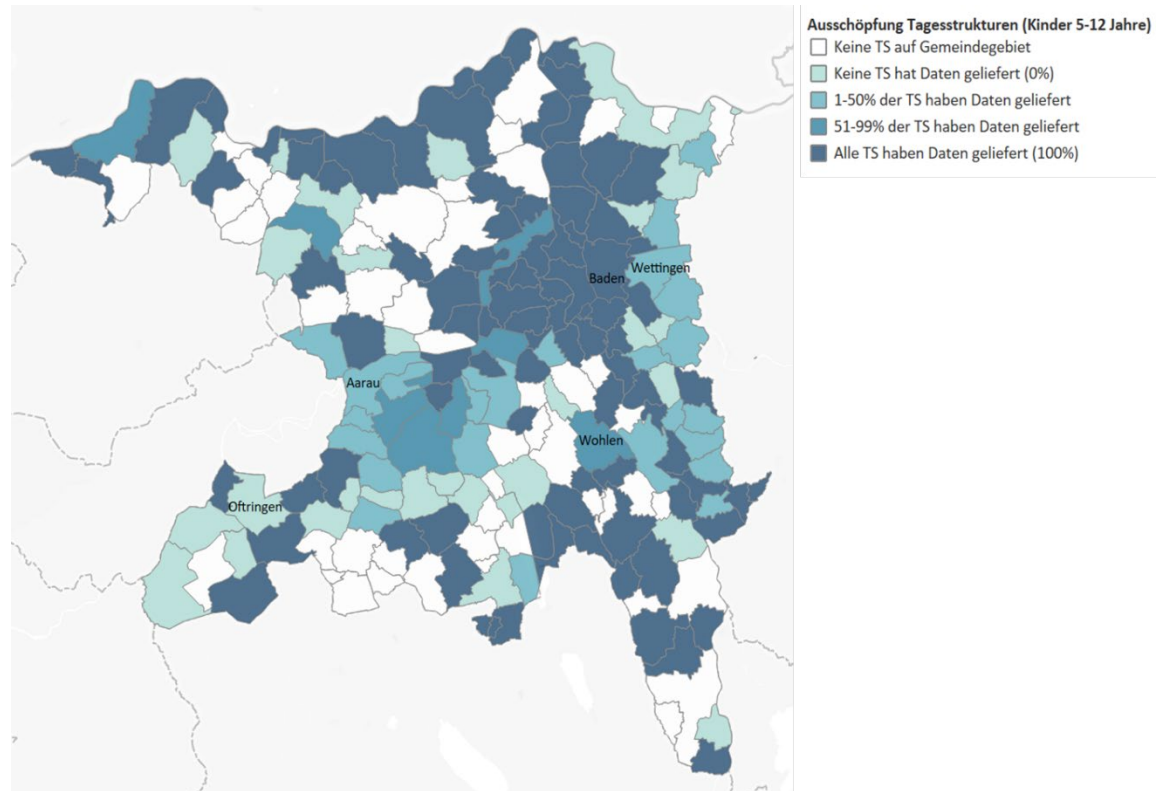 Ausschöpfung Tagesstrukturen (Kinder 5-12 Jahre)
Keine TS auf Gemeindegebiet
Keine TS hat Daten geliefert (0%)
1-50% der TS haben Daten geliefert
51-99% der TS haben Daten geliefert
Alle TS haben Daten geliefert (100%)
Wettingen
Baden
Aarau
Wohlen
Oftringen